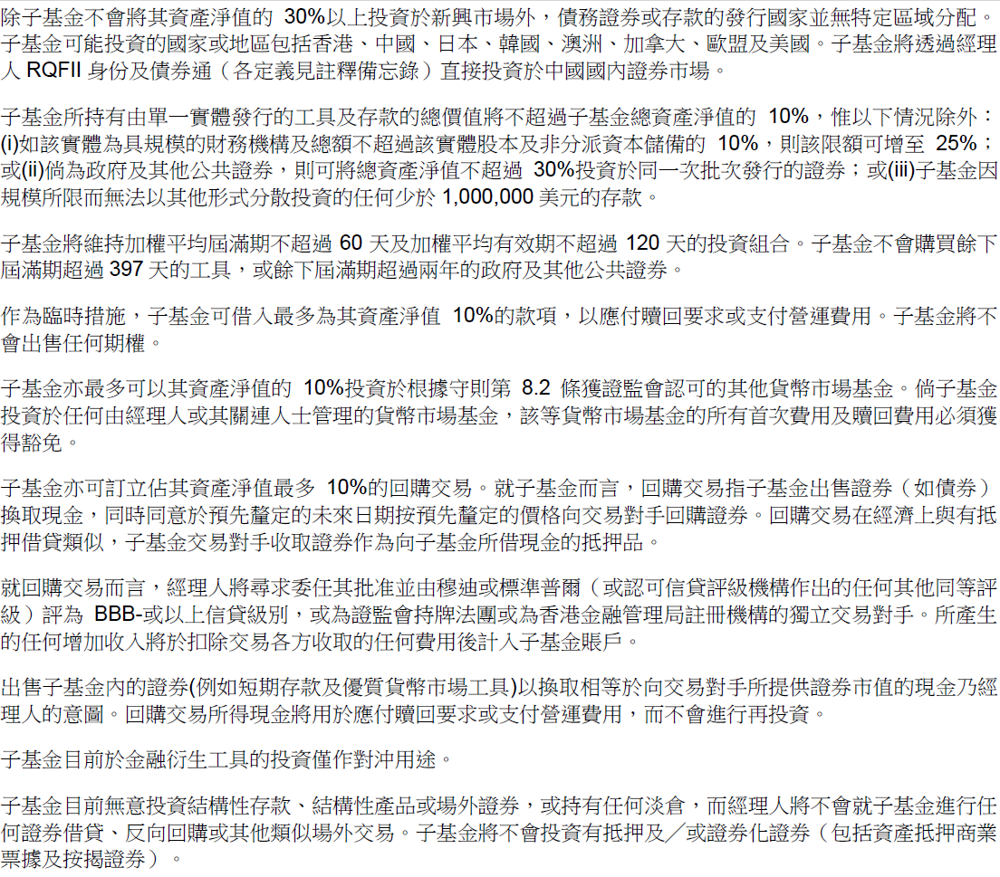 除子基金不會將其資產淨值的 30%以上投資於新興市場外，債務證券或存款的發行國家並無特定區域分配。
子基金可能投資的國家或地區包括香港、中國、日本、韓國、澳洲、加拿大、歐盟及美國。子基金將透過經理
人 RQFII 身份及債券通（各定義見註釋備忘錄）直接投資於中國國內證券市場。
子基金所持有由單一實體發行的工具及存款的總價值將不超過子基金總資產淨值的 10%，惟以下情況除外：
(i)如該實體為具規模的財務機構及總額不超過該實體股本及非分派資本儲備的 10%，則該限額可增至 25%；
或(ii)倘為政府及其他公共證券，則可將總資產淨值不超過 30%投資於同一次批次發行的證券；或(iii)子基金因
規模所限而無法以其他形式分散投資的任何少於 1,000,000 美元的存款。
子基金將維持加權平均屆滿期不超過 60 天及加權平均有效期不超過 120 天的投資組合。子基金不會購買餘下
屆滿期超過 397 天的工具，或餘下屆滿期超過兩年的政府及其他公共證券。
作為臨時措施，子基金可借入最多為其資產淨值 10%的款項，以應付贖回要求或支付營運費用。子基金將不
會出售任何期權。
子基金亦最多可以其資產淨值的 10%投資於根據守則第 8.2 條獲證監會認可的其他貨幣市場基金。倘子基金
投資於任何由經理人或其關連人士管理的貨幣市場基金，該等貨幣市場基金的所有首次費用及贖回費用必須獲
得豁免。
子基金亦可訂立佔其資產淨值最多 10%的回購交易。就子基金而言，回購交易指子基金出售證券（如債券）
換取現金，同時同意於預先釐定的未來日期按預先釐定的價格向交易對手回購證券。回購交易在經濟上與有抵
押借貸類似，子基金交易對手收取證券作為向子基金所借現金的抵押品。
就回購交易而言，經理人將尋求委任其批准並由穆迪或標準普爾（或認可信貸評級機構作出的任何其他同等評
級）評為 BBB-或以上信貸級別，或為證監會持牌法團或為香港金融管理局註冊機構的獨立交易對手。所產生
的任何增加收入將於扣除交易各方收取的任何費用後計入子基金賬戶。
出售子基金內的證券(例如短期存款及優質貨幣市場工具)以換取相等於向交易對手所提供證券市值的現金乃經
理人的意圖。回購交易所得現金將用於應付贖回要求或支付營運費用，而不會進行再投資。
子基金目前於金融衍生工具的投資僅作對沖用途。
子基金目前無意投資結構性存款、結構性產品或場外證券，或持有任何淡倉，而經理人將不會就子基金進行任
何證券借貸、反向回購或其他類似場外交易。子基金將不會投資有抵押及╱或證券化證券（包括資產抵押商業
票據及按揭證券）。